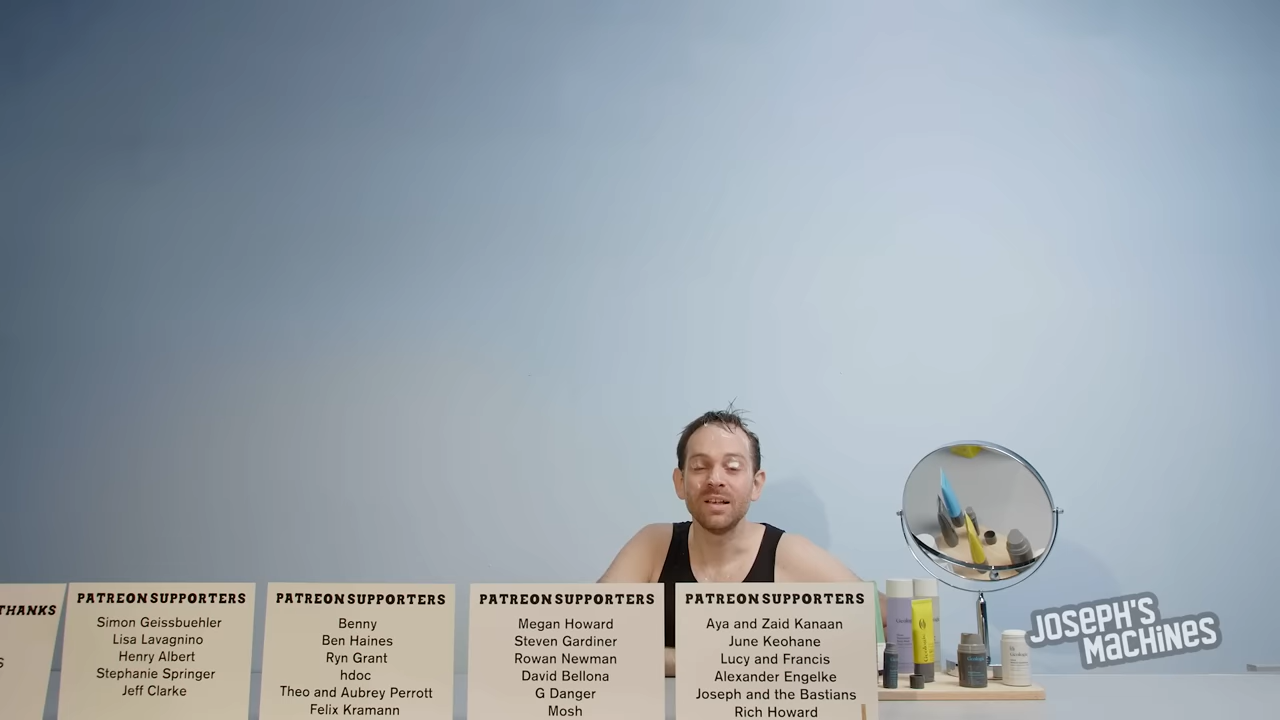 THANKS
S
PATREON SUPPORTERS
Simon Geissbuehler
Lisa Lavagnino
Henry Albert
Stephanie Springer
Jeff Clarke
PATREON SUPPORTERS
Benny
Ben Haines
Ryn Grant
hdoc
Theo and Aubrey Perrott
Felix Kramann
PATREON SUPPORTERS
Megan Howard
Steven Gardiner
Rowan Newman
David Bellona
G Danger
Mosh
PATREON SUPPORTERS
Aya and Zaid Kanaan
June Keohane
Lucy and Francis
Alexander Engelke
Joseph and the Bastians
Rich Howard
JOSEPH'S
MACHINES